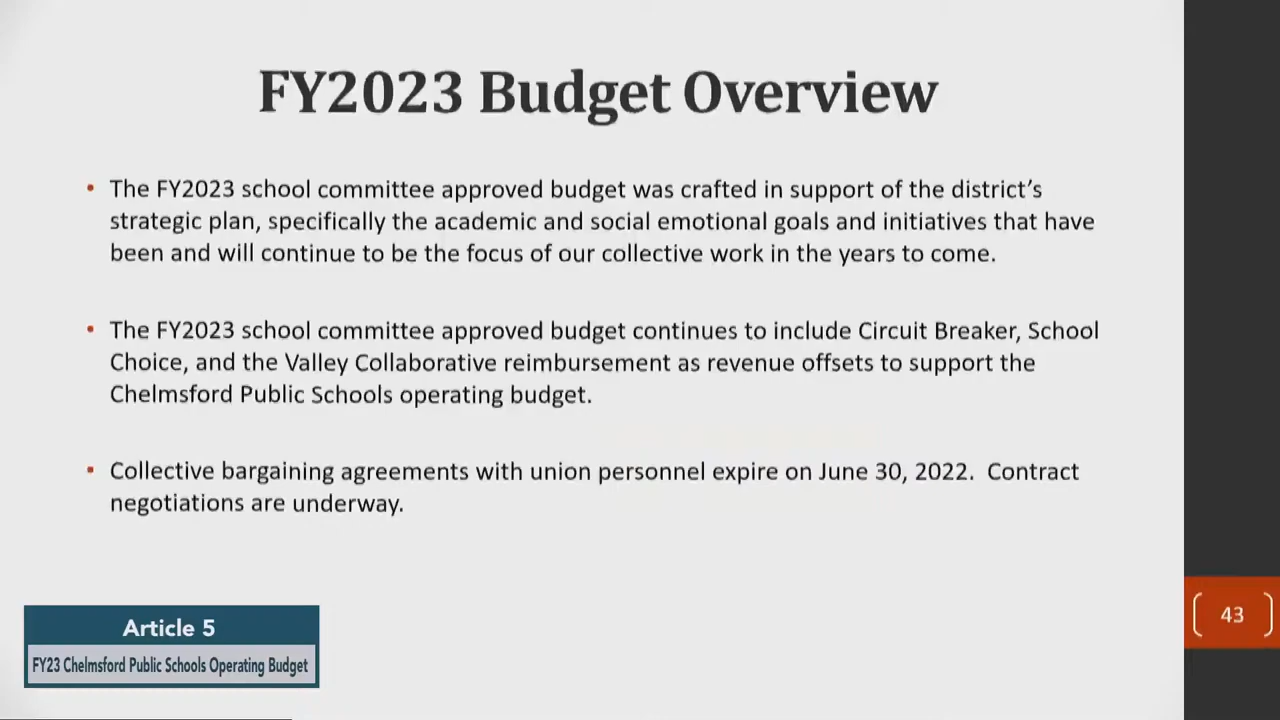 FY2023 Budget Overview
• The FY2023 school committee approved budget was crafted in support of the district’s
strategic plan, specifically the academic and social emotional goals and initiatives that have
been and will continue to be the focus of our collective work in the years to come.
• The FY2023 school committee approved budget continues to include Circuit Breaker, School
Choice, and the Valley Collaborative reimbursement as revenue offsets to support the
Chelmsford Public Schools operating budget.
• Collective bargaining agreements with union personnel expire on June 30, 2022.  Contract
negotiations are underway.
Article 5
FY23 Chelmsford Public Schools Operating Budget
43